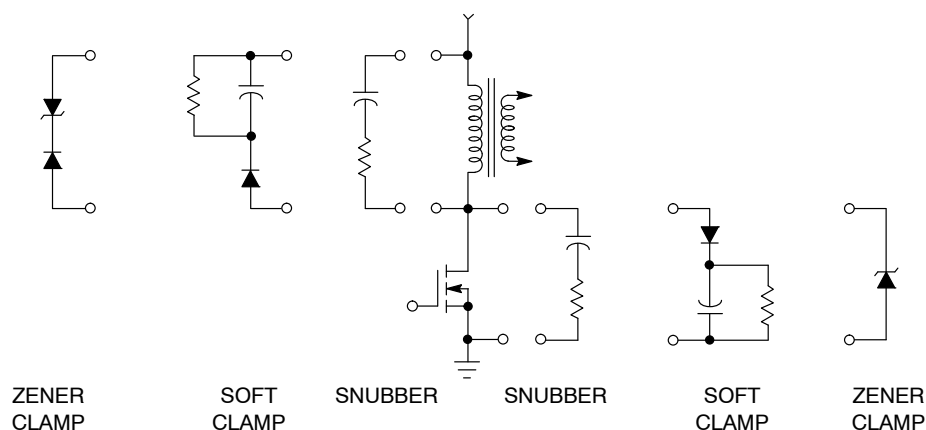 ZENER
CLAMP
SOFT
CLAMP
SNUBBER
SNUBBER
SOFT
CLAMP
ZENER
CLAMP